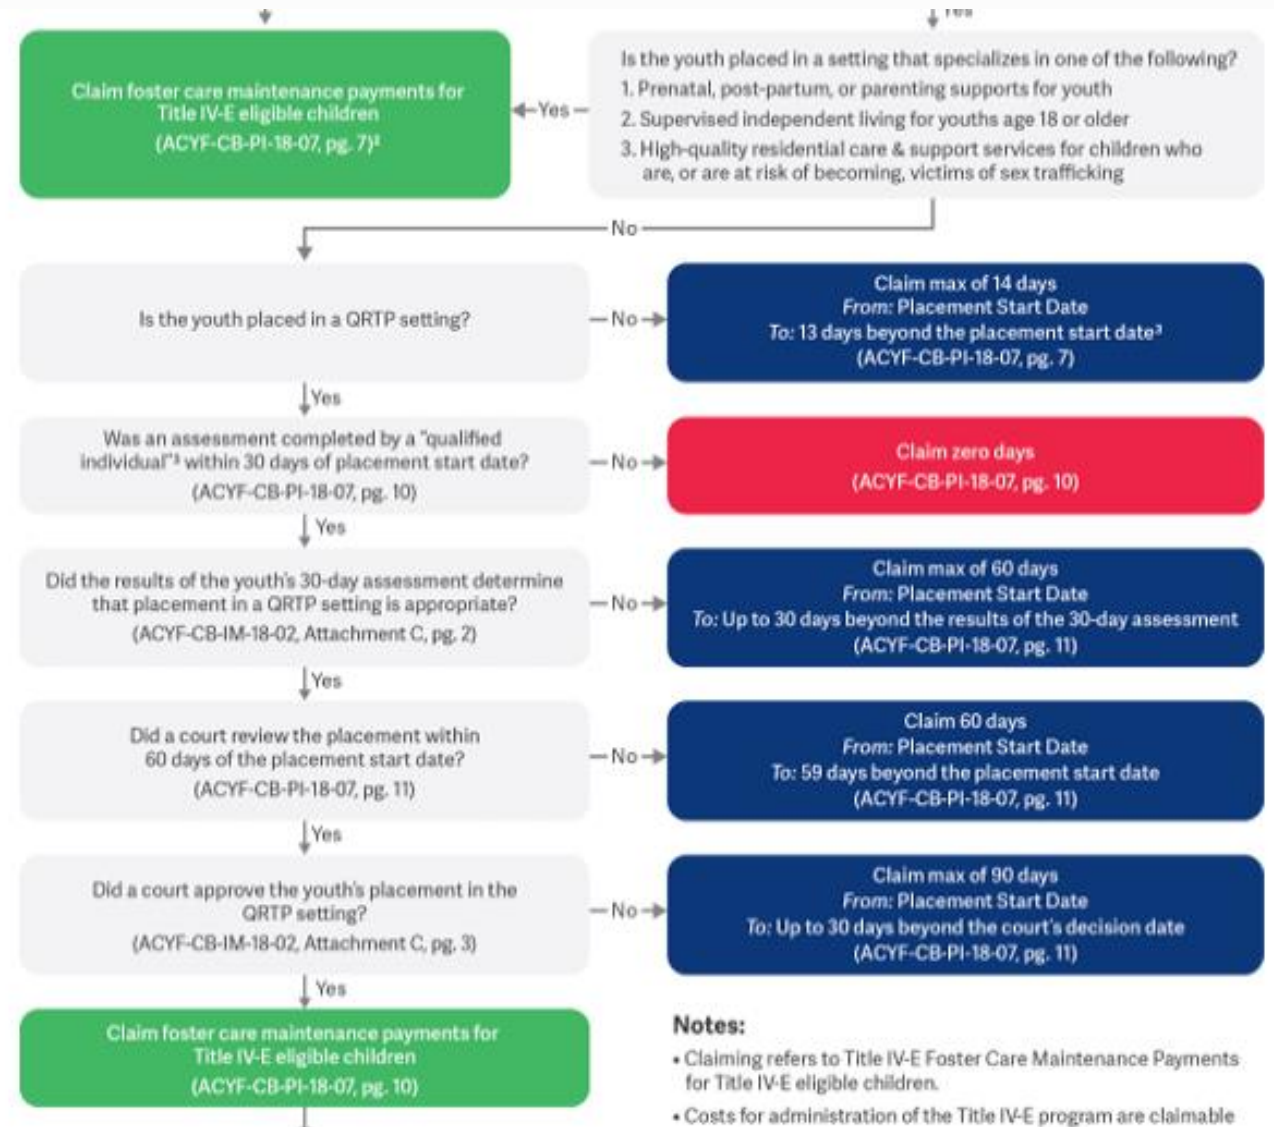 Yes
Claim foster care maintenance payments for
Title IV-E eligible children
(ACYF-CB-PI-18-07, pg. 7)²
Yes
Is the youth placed in a setting that specializes in one of the following?
1. Prenatal, post-partum, or parenting supports for youth
2. Supervised independent living for youths age 18 or older
3. High-quality residential care & support services for children who
are, or are at risk of becoming, victims of sex trafficking
No
Is the youth placed in a QRTP setting?
No
Claim max of 14 days
From: Placement Start Date
To: 13 days beyond the placement start date³
(ACYF-CB-PI-18-07, pg. 7)
Yes
Was an assessment completed by a "qualified
individual"³ within 30 days of placement start date?
(ACYF-CB-PI-18-07, pg. 10)
No
Claim zero days
(ACYF-CB-PI-18-07, pg. 10)
Yes
Did the results of the youth's 30-day assessment determine
that placement in a QRTP setting is appropriate?
(ACYF-CB-IM-18-02, Attachment C, pg. 2)
No
Claim max of 60 days
From: Placement Start Date
To: Up to 30 days beyond the results of the 30-day assessment
(ACYF-CB-PI-18-07, pg. 11)
Yes
Did a court review the placement within
60 days of the placement start date?
(ACYF-CB-PI-18-07, pg. 11)
No
Claim 60 days
From: Placement Start Date
To: 59 days beyond the placement start date
(ACYF-CB-PI-18-07, pg. 11)
Yes
Did a court approve the youth's placement in the
QRTP setting?
(ACYF-CB-IM-18-02, Attachment C, pg. 3)
No
Claim max of 90 days
From: Placement Start Date
To: Up to 30 days beyond the court's decision date
(ACYF-CB-PI-18-07, pg. 11)
Yes
Claim foster care maintenance payments for
Title IV-E eligible children
(ACYF-CB-PI-18-07, pg. 10)
Notes:
• Claiming refers to Title IV-E Foster Care Maintenance Payments
for Title IV-E eligible children.
• Costs for administration of the Title IV-E program are claimable